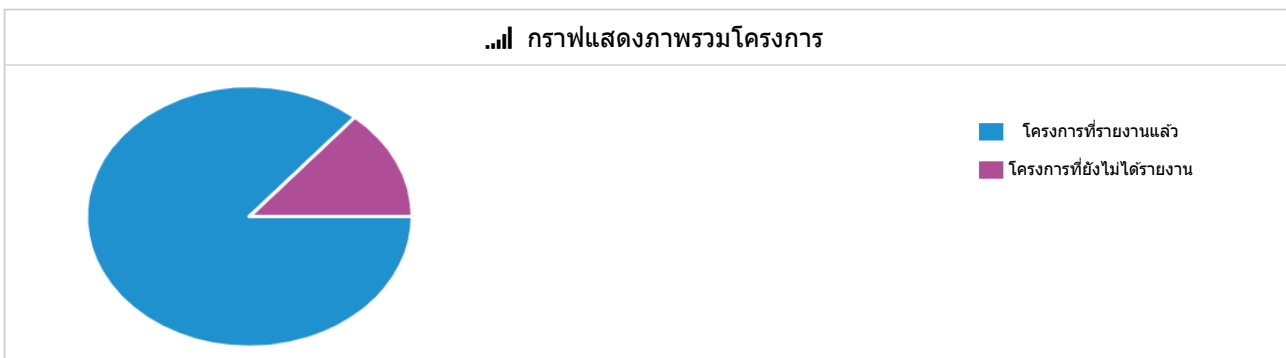 กราฟแสดงภาพรวมโครงการ
โครงการที่รายงานแล้ว
โครงการที่ยังไม่ได้รายงาน